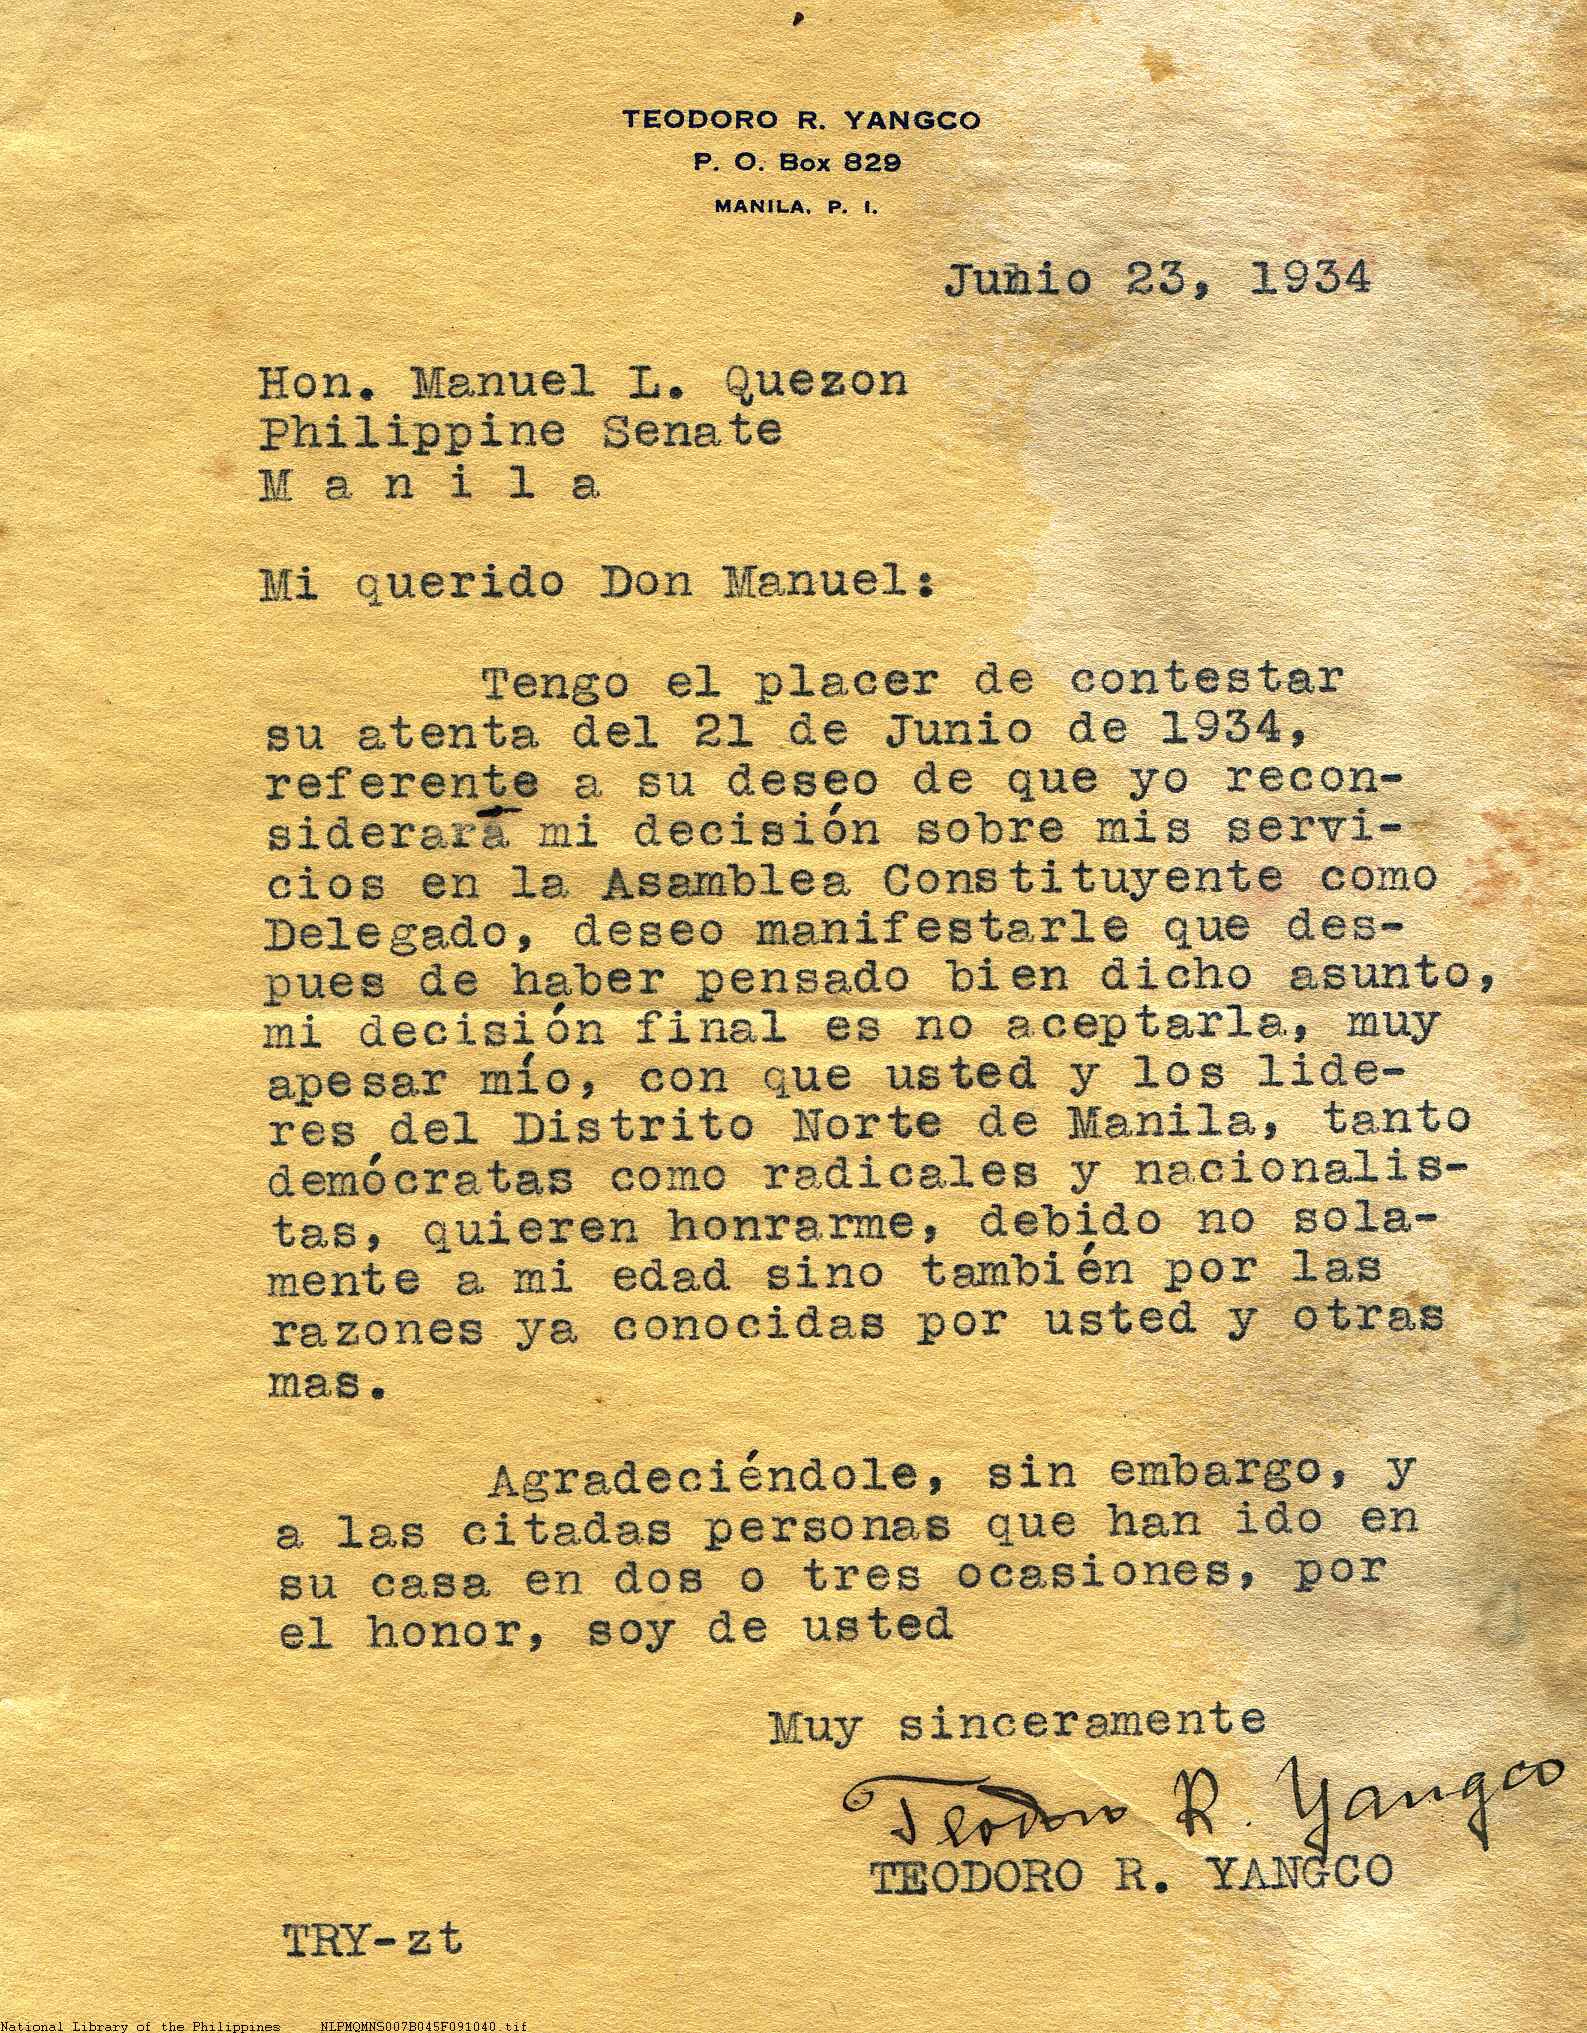 TEODORO R. YANGCO
P. O. Box 829
MANILA, P. I.
Junio 23, 1934
Hon. Manuel L. Quezon
Philippine Senate
M a n i l a
Mi querido Don Manuel:
Tengo el placer de contestar
su atenta del 21 de Junio de 1934,
referente a su deseo de que yo recon-
siderara mi decisión sobre mis servi-
cios en la Asamblea Constituyente como
Delegado, deseo manifestarle que des-
pues de haber pensado bien dicho asunto,
mi decisión final es no aceptarla, muy
apesar mío, con que usted y los lide-
res del Distrito Norte de Manila, tanto
demócratas como radicales y nacionalis-
tas, quieren honrarme, debido no sola-
mente a mi edad sino también por las
razones ya conocidas por usted y otras
mas.
Agradeciéndole, sin embargo, y
a las citadas personas que han ido en
su casa en dos o tres ocasiones, por
el honor, soy de usted
Muy sinceramente
Teodoro R. Yangco
TEODORO R. YANGCO
TRY-zt
National Library of the Philippines NLPMQMNS007B045F091040.tif